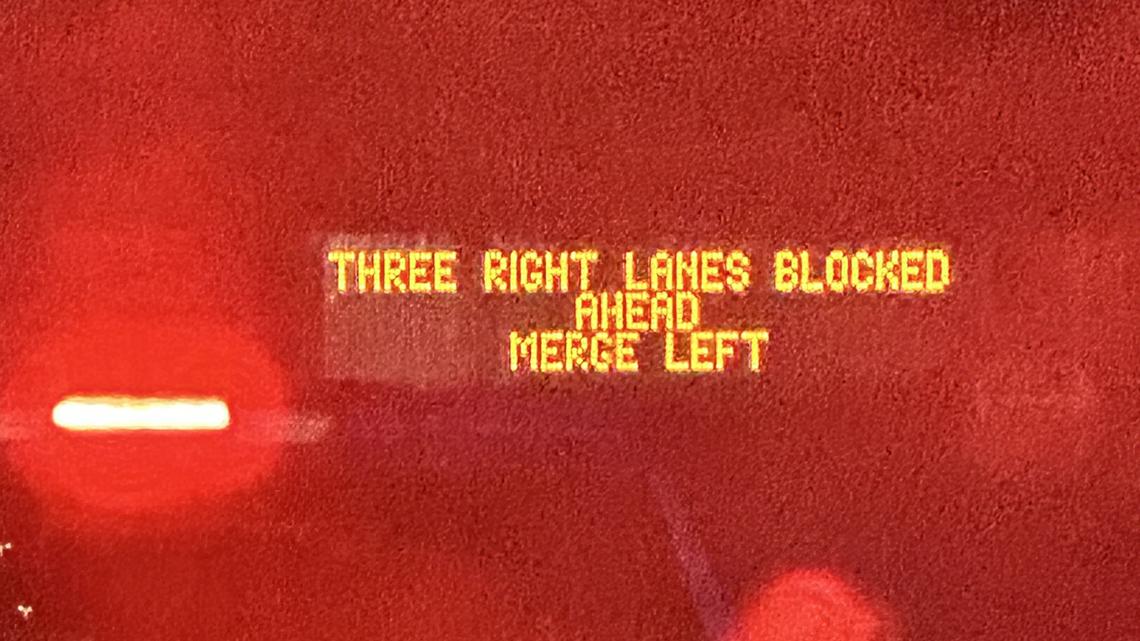 THREE RIGHT LANES BLOCKED
AHEAD
MERGE LEFT